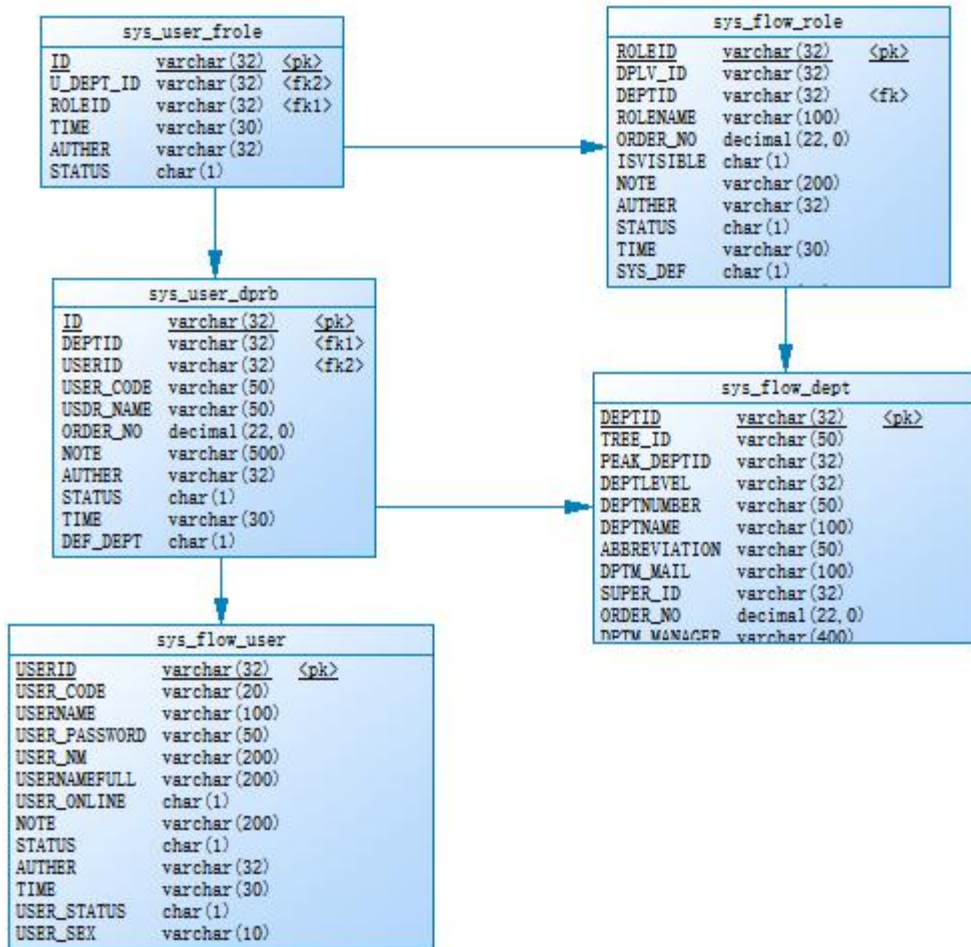 sys_user_frole
ID varchar(32) <pk>
U_DEPT_ID varchar(32) <fk2>
ROLEID varchar(32) <fk1>
TIME varchar(30)
AUTHER varchar(32)
STATUS char(1)
sys_flow_role
ROLEID varchar(32) <pk>
DPLV_ID varchar(32)
DEPTID varchar(32) <fk>
ROLENAME varchar(100)
ORDER_NO decimal(22,0)
ISVISIBLE char(1)
NOTE varchar(200)
AUTHER varchar(32)
STATUS char(1)
TIME varchar(30)
SYS_DEF char(1)
sys_user_dprb
ID varchar(32) <pk>
DEPTID varchar(32) <fk1>
USERID varchar(32) <fk2>
USER_CODE varchar(50)
USDR_NAME varchar(50)
ORDER_NO decimal(22,0)
NOTE varchar(500)
AUTHER varchar(32)
STATUS char(1)
TIME varchar(30)
DEF_DEPT char(1)
sys_flow_dept
DEPTID varchar(32) <pk>
TREE_ID varchar(50)
PEAK_DEPTID varchar(32)
DEPTLEVEL varchar(32)
DEPTNUMBER varchar(50)
DEPTNAME varchar(100)
ABBREVIATION varchar(50)
DPTM_MAIL varchar(100)
SUPER_ID varchar(32)
ORDER_NO decimal(22,0)
DPTM_MANAGER varchar(400)
sys_flow_user
USERID varchar(32) <pk>
USER_CODE varchar(20)
USERNAME varchar(100)
USER_PASSWORD varchar(50)
USER_NM varchar(200)
USERNAMEFULL varchar(200)
USER_ONLINE char(1)
NOTE varchar(200)
STATUS char(1)
AUTHER varchar(32)
TIME varchar(30)
USER_STATUS char(1)
USER_SEX varchar(10)